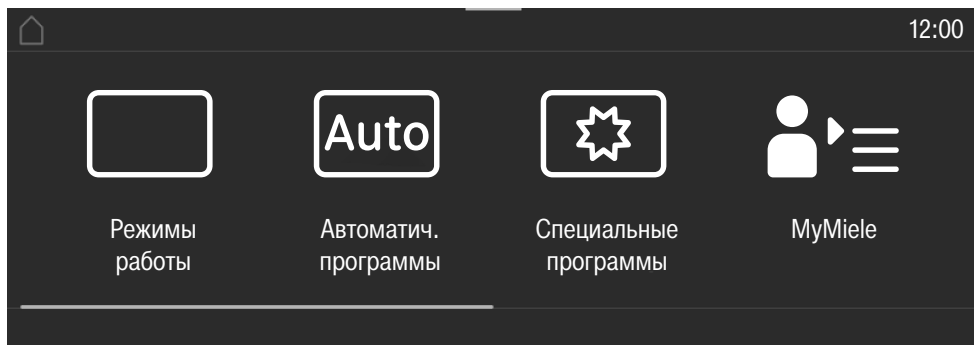 12:00
Auto
Режимы
работы
Автоматич.
программы
Специальные
программы
MyMiele